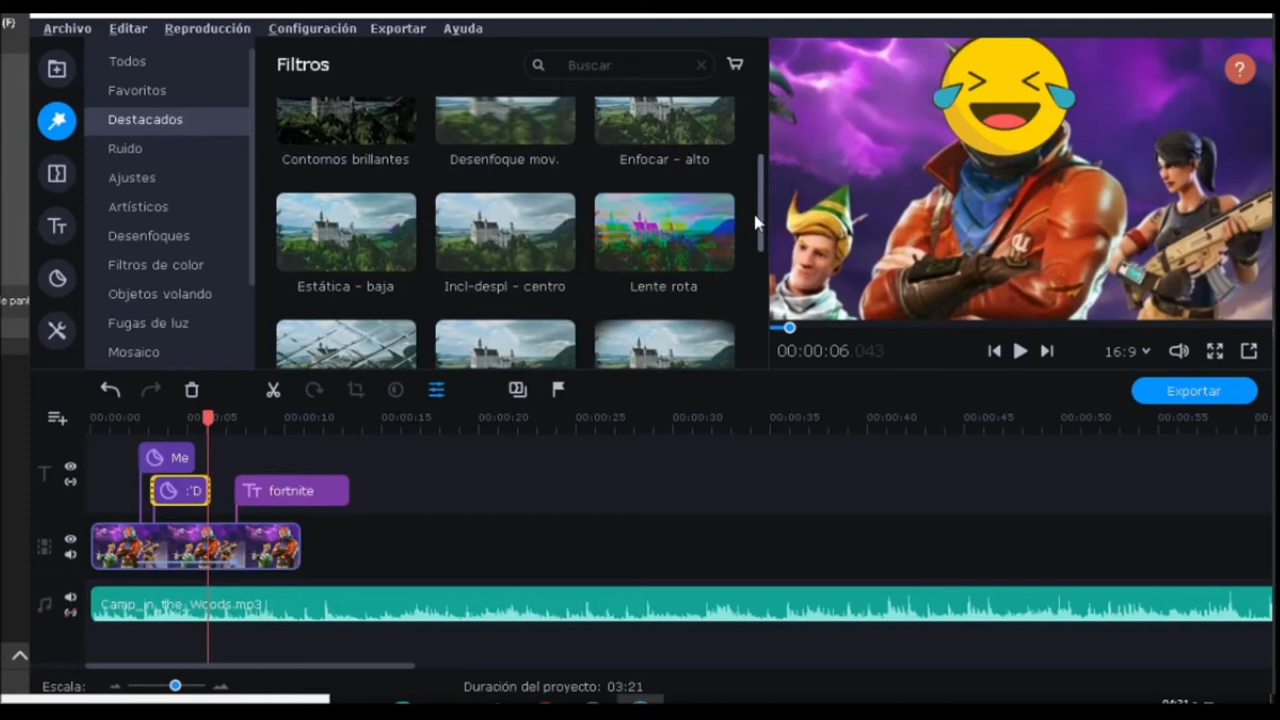 (F)
Archivo Editar Reproducción Configuración Exportar Ayuda
Todos
Favoritos
Destacados
Ruido
Ajustes
Artísticos
Desenfoques
Filtros de color
Objetos volando
Fugas de luz
Mosaico
Filtros
Buscar
Contornos brillantes
Desenfoque mov.
Enfocar - alto
Estática - baja
Incl-despl - centro
Lente rota
?
00:00:06.043
16:9
Exportar
00:00:00 00:00:10 00:00:15 00:00:20 00:00:25 00:00:30 00:00:35 00:00:40 00:00:45 00:00:50 00:00:55
Me
:'D
Tт fortnite
Camp_in_the_Woods.mp3
Escala:
Duración del proyecto: 03:21